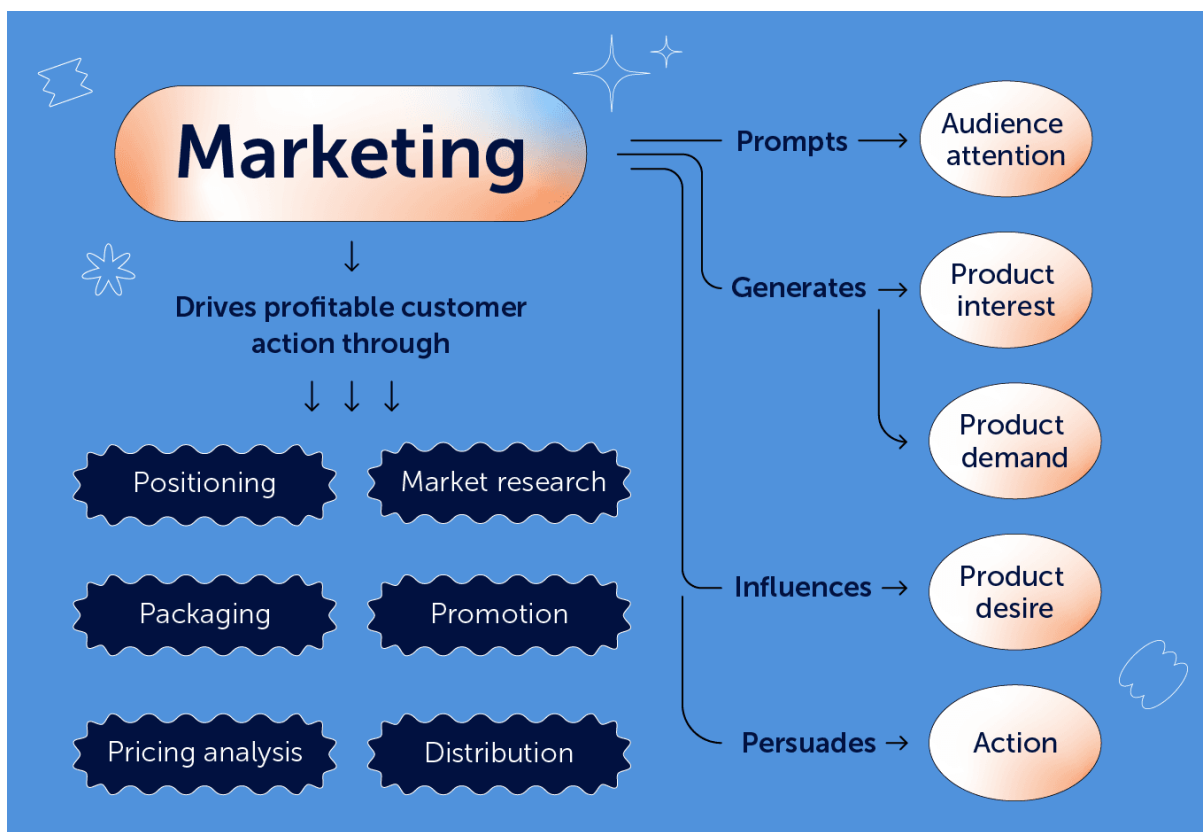 Marketing
Drives profitable customer
action through
Positioning
Market research
Packaging
Promotion
Pricing analysis
Distribution
Prompts
Audience
attention
Generates
Product
interest
Product
demand
Influences
Product
desire
Persuades
Action